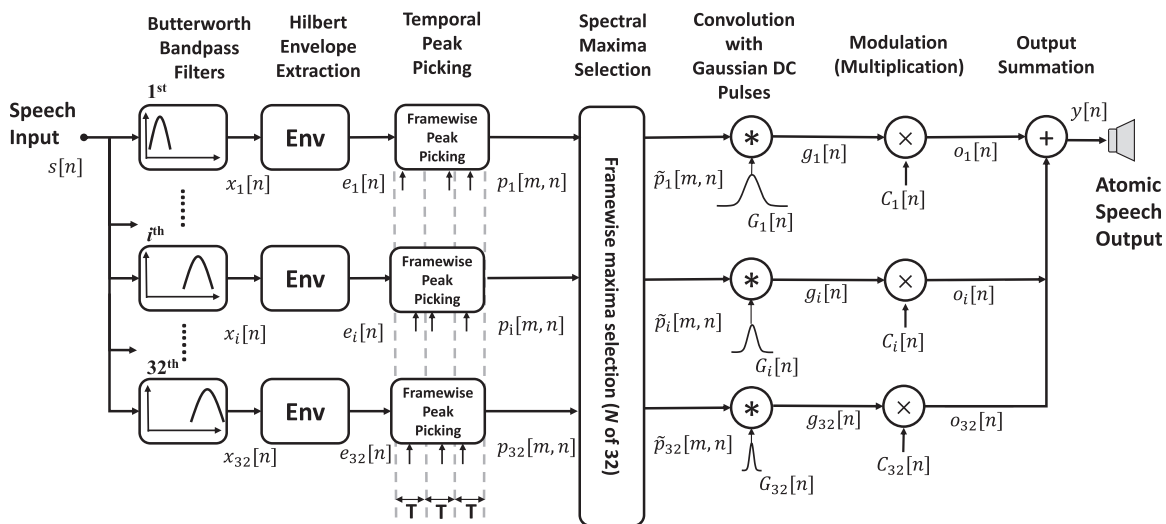 Butterworth
Bandpass
Filters
Hilbert
Envelope
Extraction
Temporal
Peak
Picking
Spectral
Maxima
Selection
Convolution
with
Gaussian DC
Pulses
Modulation
(Multiplication)
Output
Summation
Speech
Input
s[n]
1st
x₁[n]
Env
e₁[n]
Framewise
Peak
Picking
p₁[m, n]
p̃₁[m, n]
*
G₁[n]
g₁[n]
×
C₁[n]
o₁[n]
+
y[n]
Atomic
Speech
Output
ith
xᵢ[n]
Env
eᵢ[n]
Framewise
Peak
Picking
pᵢ[m, n]
Framewise maxima selection (N of 32)
p̃ᵢ[m, n]
*
Gᵢ[n]
gᵢ[n]
×
Cᵢ[n]
oᵢ[n]
32th
x₃₂[n]
Env
e₃₂[n]
Framewise
Peak
Picking
p₃₂[m, n]
p̃₃₂[m, n]
*
G₃₂[n]
g₃₂[n]
×
C₃₂[n]
o₃₂[n]
T T T